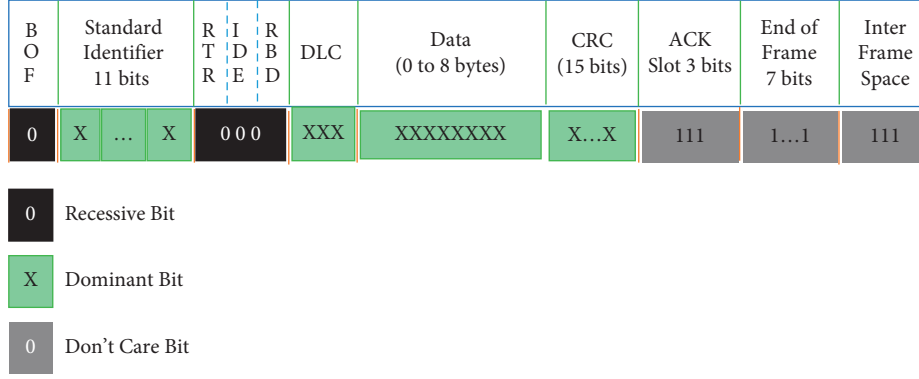 B O F
Standard Identifier 11 bits
R T R
I D E
R B D
DLC
Data (0 to 8 bytes)
CRC (15 bits)
ACK Slot 3 bits
End of Frame 7 bits
Inter Frame Space
0 X … X 0 0 0 XXX XXXXXXXX X…X 111 1…1 111
0 Recessive Bit
X Dominant Bit
0 Don't Care Bit